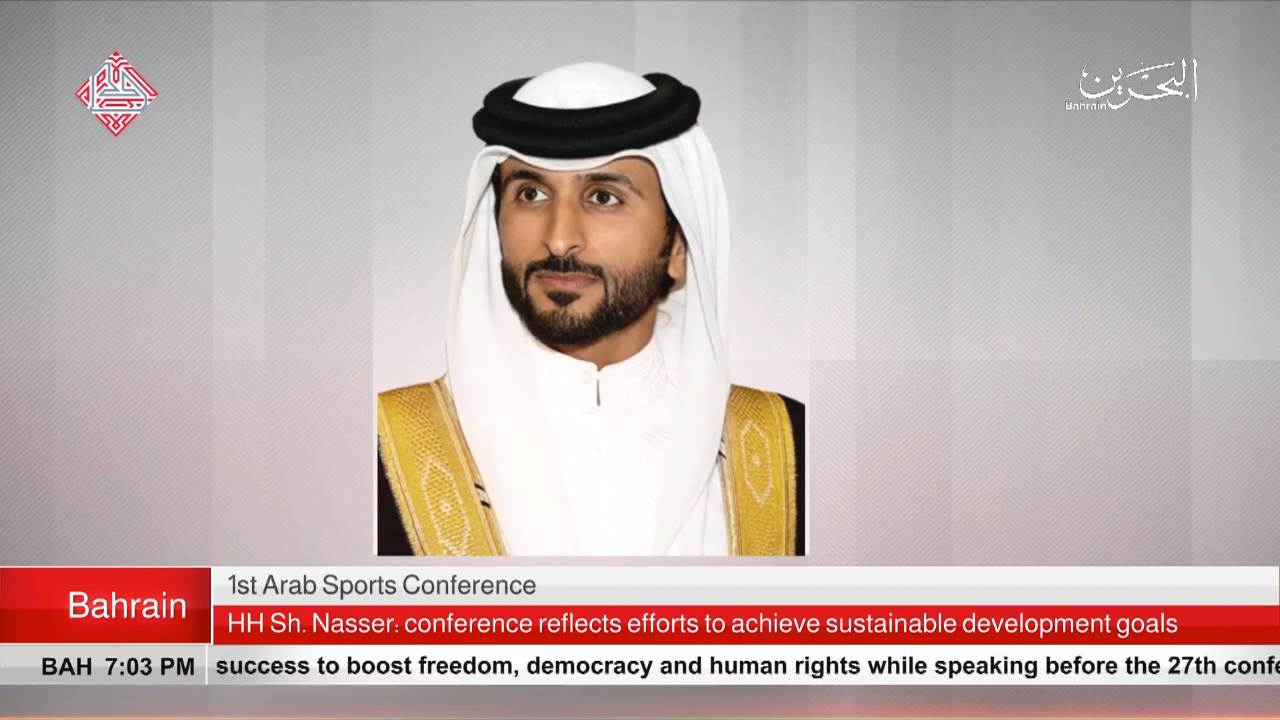 البحرين
Bahrain
1st Arab Sports Conference
Bahrain
HH Sh. Nasser: conference reflects efforts to achieve sustainable development goals
BAH 7:03 PM
success to boost freedom, democracy and human rights while speaking before the 27th confe